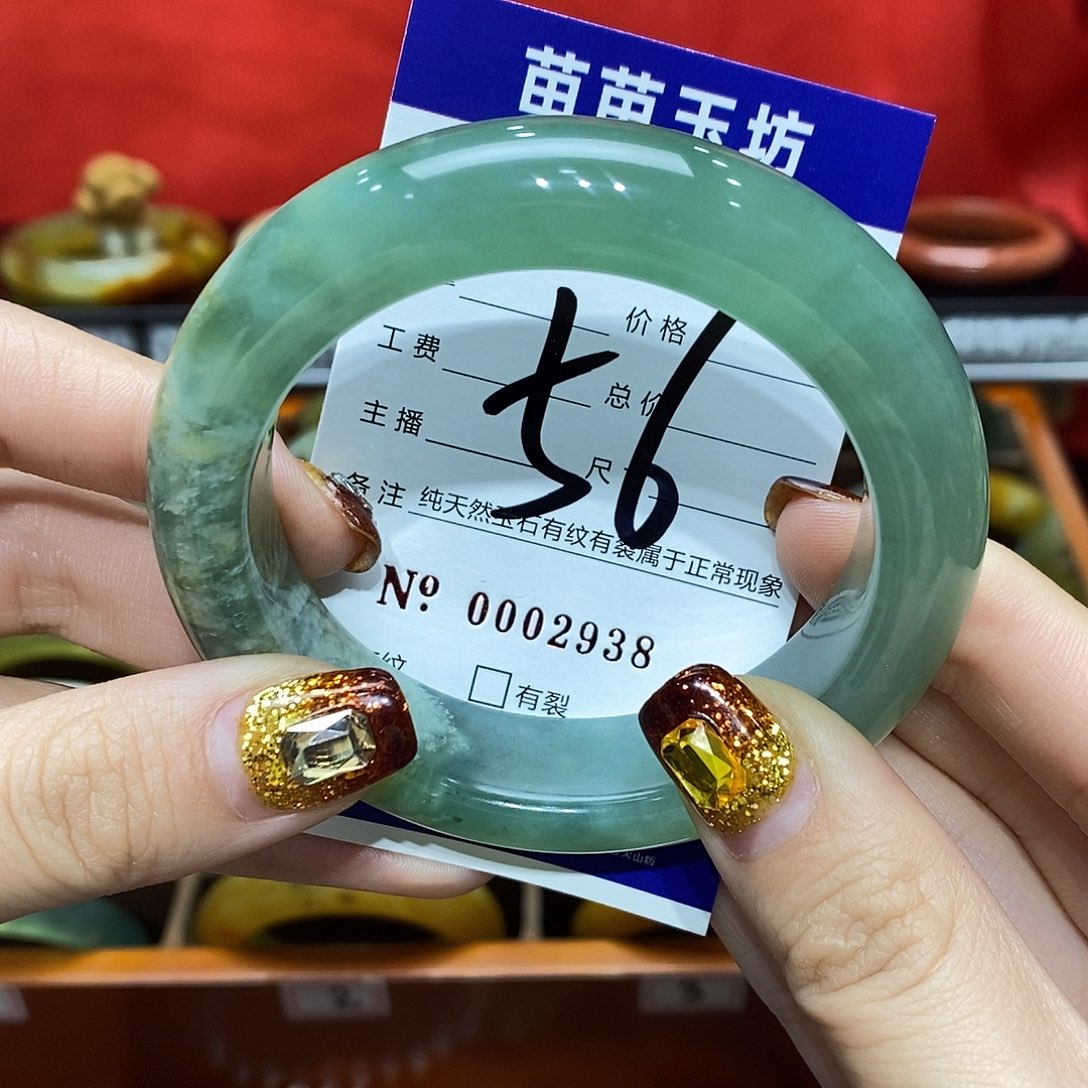 苗苗玉坊
价格
工费
总价
主播
尺
56
备注 纯天然玉石有纹有裂属于正常现象
Nº 0002938
纹 □有裂